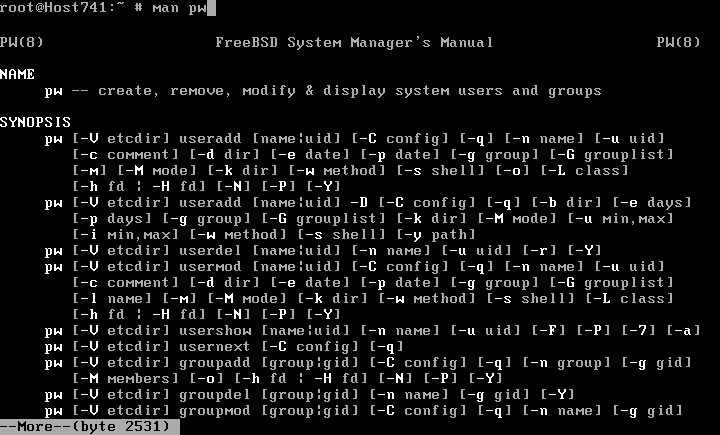 root@Host741:~ # man pw
PW(8) FreeBSD System Manager's Manual PW(8)
NAME
pw -- create, remove, modify & display system users and groups
SYNOPSIS
pw [-V etcdir] useradd [name¦uid] [-C config] [-q] [-n name] [-u uid]
[-c comment] [-d dir] [-e date] [-p date] [-g group] [-G grouplist]
[-m] [-M mode] [-k dir] [-w method] [-s shell] [-o] [-L class]
[-h fd ¦ -H fd] [-N] [-P] [-Y]
pw [-V etcdir] useradd [name¦uid] -D [-C config] [-q] [-b dir] [-e days]
[-p days] [-g group] [-G grouplist] [-k dir] [-M mode] [-u min,max]
[-i min,max] [-w method] [-s shell] [-y path]
pw [-V etcdir] userdel [name¦uid] [-n name] [-u uid] [-r] [-Y]
pw [-V etcdir] usermod [name¦uid] [-C config] [-q] [-n name] [-u uid]
[-c comment] [-d dir] [-e date] [-p date] [-g group] [-G grouplist]
[-l name] [-m] [-M mode] [-k dir] [-w method] [-s shell] [-L class]
[-h fd ¦ -H fd] [-N] [-P] [-Y]
pw [-V etcdir] usershow [name¦uid] [-n name] [-u uid] [-F] [-P] [-7] [-a]
pw [-V etcdir] usernext [-C config] [-q]
pw [-V etcdir] groupadd [group¦gid] [-C config] [-q] [-n group] [-g gid]
[-M members] [-o] [-h fd ¦ -H fd] [-N] [-P] [-Y]
pw [-V etcdir] groupdel [group¦gid] [-n name] [-g gid] [-Y]
pw [-V etcdir] groupmod [group¦gid] [-C config] [-q] [-n name] [-g gid]
--More--(byte 2531)